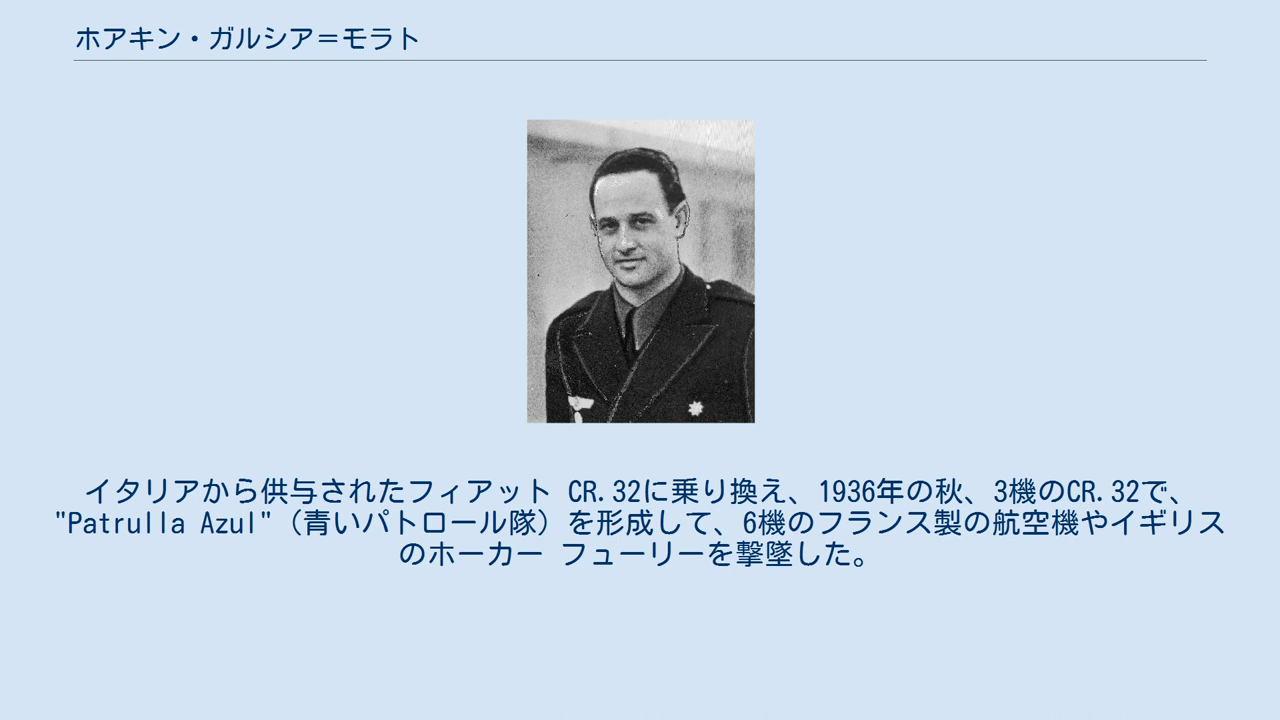 ホアキン・ガルシア＝モラト
イタリアから供与されたフィアット CR.32に乗り換え、1936年の秋、3機のCR.32で、
"Patrulla Azul"（青いパトロール隊）を形成して、6機のフランス製の航空機やイギリス
のホーカー フューリーを撃墜した。